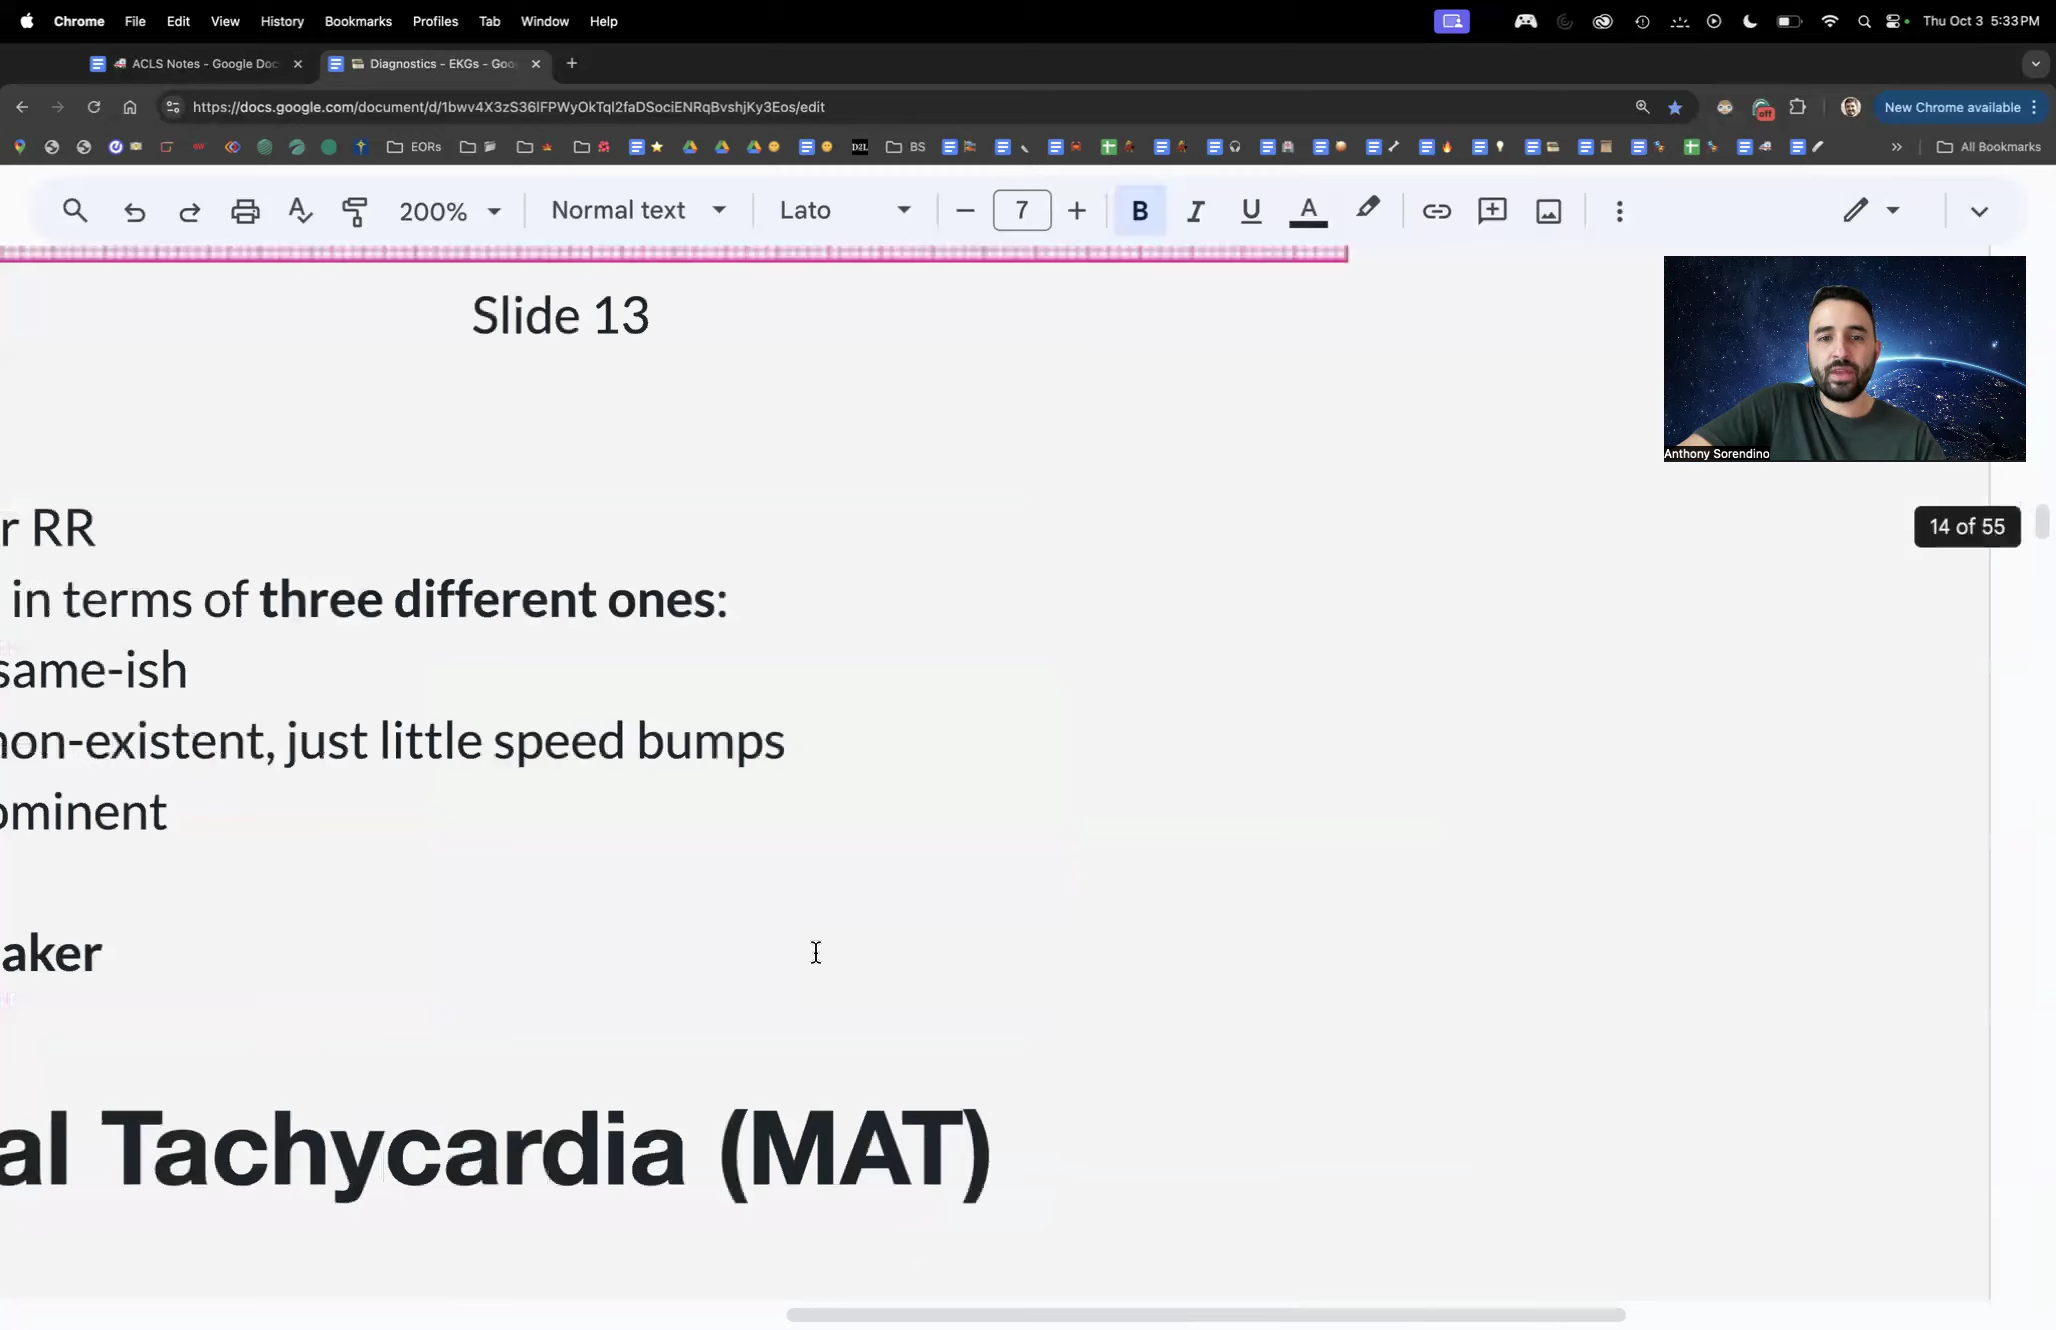 Chrome File Edit View History Bookmarks Profiles Tab Window Help Thu Oct 3 5:33 PM
ACLS Notes - Google Doc Diagnostics - EKGs - Goo
https://docs.google.com/document/d/1bwv4X3zS36lFPWyOkTqI2faDSociENRqBvshjKy3Eos/edit off New Chrome available
EORs D2L BS All Bookmarks
200% Normal text Lato 7 B I U A
Slide 13
Anthony Sorendino
r RR
14 of 55
in terms of three different ones:
same-ish
non-existent, just little speed bumps
ominent
aker
al Tachycardia (MAT)